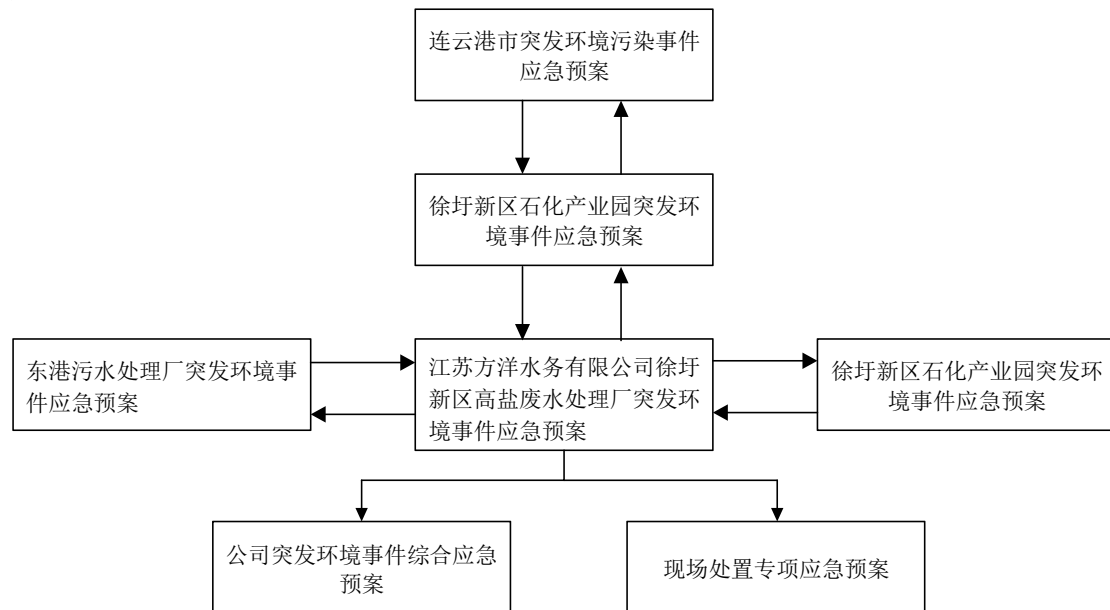 连云港市突发环境污染事件
应急预案
徐圩新区石化产业园突发环
境事件应急预案
东港污水处理厂突发环境事
件应急预案
江苏方洋水务有限公司徐圩
新区高盐废水处理厂突发环
境事件应急预案
徐圩新区石化产业园突发环
境事件应急预案
公司突发环境事件综合应急
预案
现场处置专项应急预案